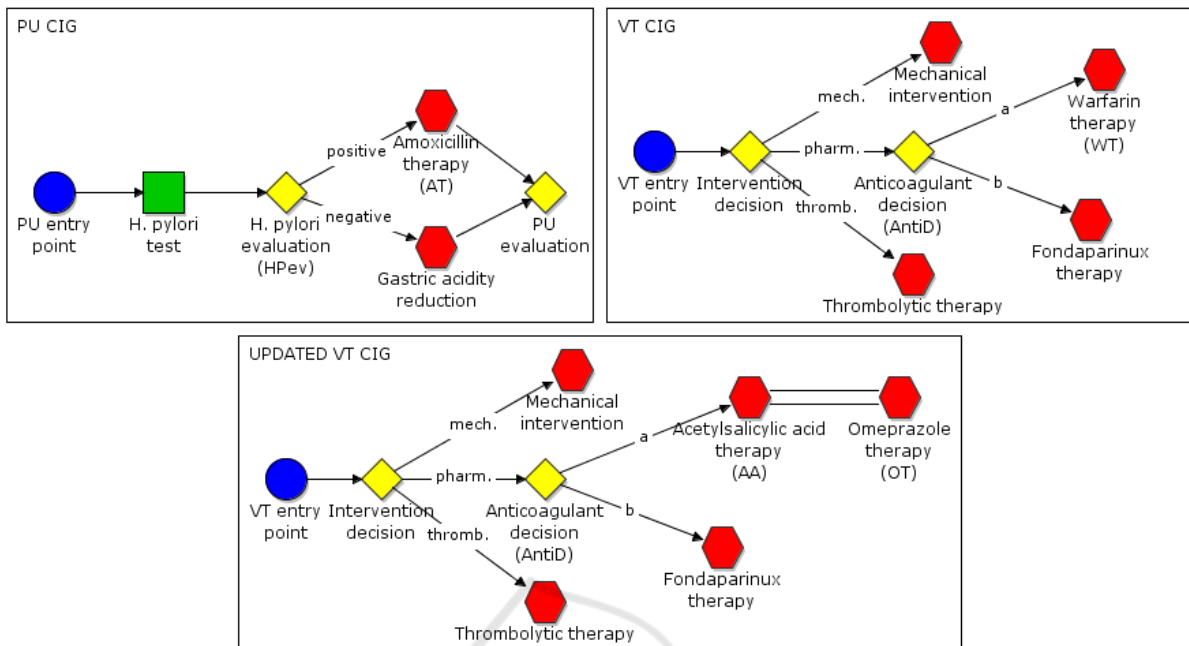 PU CIG
positive
Amoxicillin
therapy
(AT)
negative
PU entry
point
H. pylori
test
H. pylori
evaluation
(HPev)
PU
evaluation
Gastric acidity
reduction
VT CIG
Mechanical
intervention
mech.
a
Warfarin
therapy
(WT)
pharm.
VT entry
point
Intervention
decision
Anticoagulant
decision
(AntiD)
b
thromb.
Fondaparinux
therapy
Thrombolytic therapy
UPDATED VT CIG
Mechanical
intervention
mech.
a
Acetylsalicylic acid
therapy
(AA)
Omeprazole
therapy
(OT)
pharm.
VT entry
point
Intervention
decision
Anticoagulant
decision
(AntiD)
b
thromb.
Fondaparinux
therapy
Thrombolytic therapy